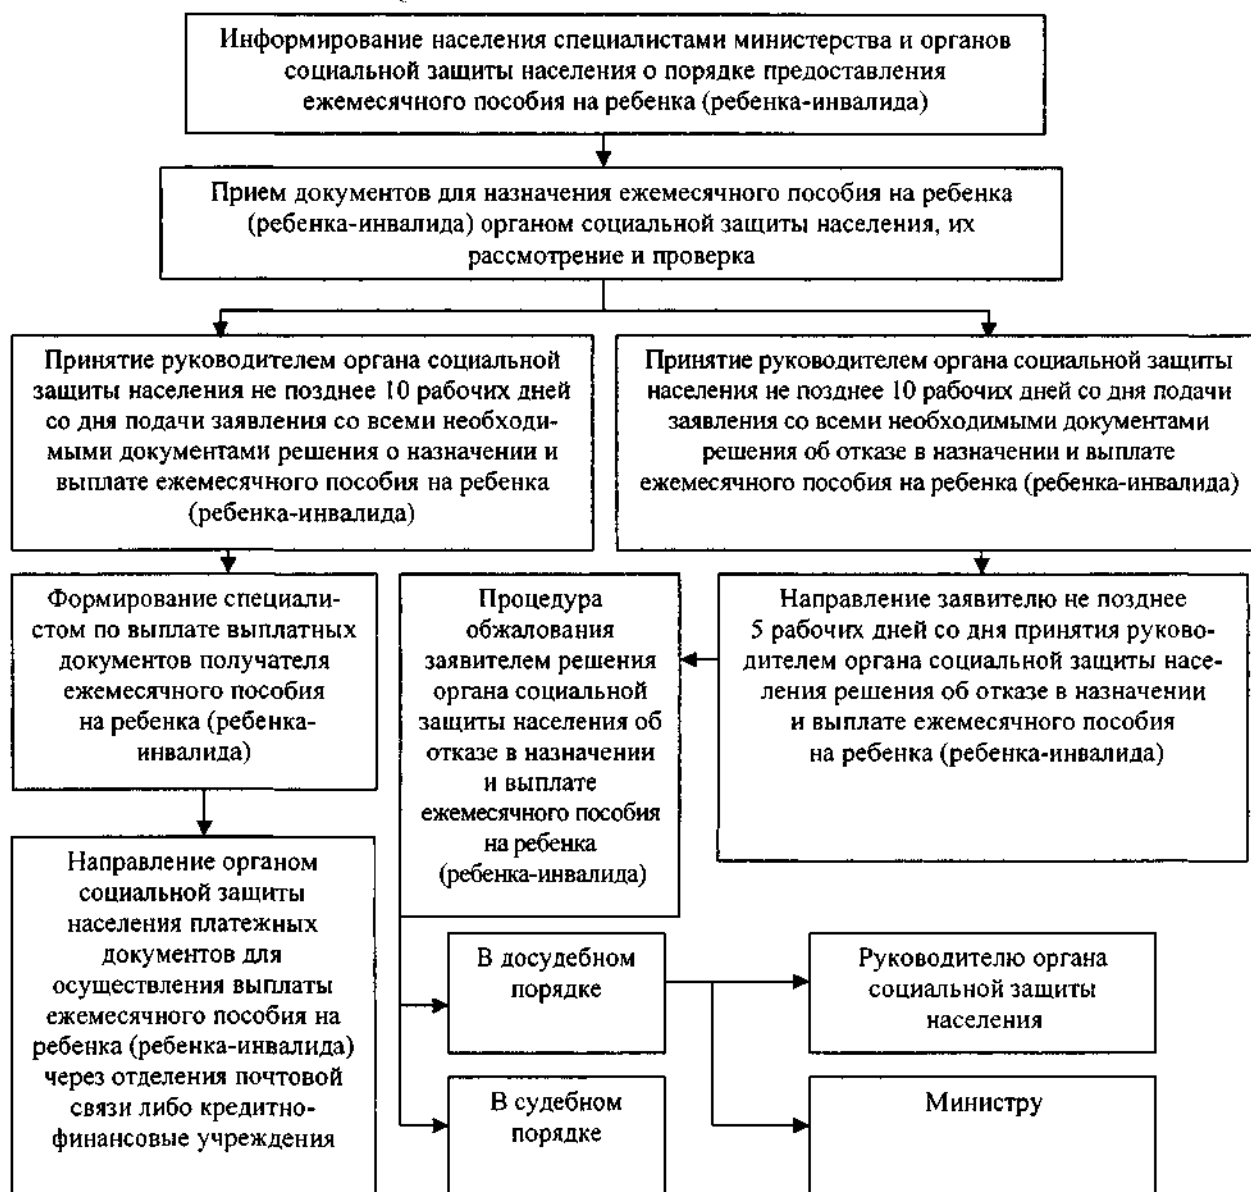 Информирование населения специалистами министерства и органов
социальной защиты населения о порядке предоставления
ежемесячного пособия на ребенка (ребенка-инвалида)
Прием документов для назначения ежемесячного пособия на ребенка
(ребенка-инвалида) органом социальной защиты населения, их
рассмотрение и проверка
Принятие руководителем органа социальной
защиты населения не позднее 10 рабочих дней
со дня подачи заявления со всеми необходи-
мыми документами решения о назначении и
выплате ежемесячного пособия на ребенка
(ребенка-инвалида)
Принятие руководителем органа социальной защиты
населения не позднее 10 рабочих дней со дня подачи
заявления со всеми необходимыми документами
решения об отказе в назначении и выплате
ежемесячного пособия на ребенка (ребенка-инвалида)
Формирование специали-
стом по выплате выплатных
документов получателя
ежемесячного пособия
на ребенка (ребенка-
инвалида)
Процедура
обжалования
заявителем решения
органа социальной
защиты населения об
отказе в назначении
и выплате
ежемесячного пособия
на ребенка
(ребенка-инвалида)
Направление заявителю не позднее
5 рабочих дней со дня принятия руково-
дителем органа социальной защиты насе-
ления решения об отказе в назначении
и выплате ежемесячного пособия
на ребенка (ребенка-инвалида)
Направление органом
социальной защиты
населения платежных
документов для
осуществления выплаты
ежемесячного пособия на
ребенка (ребенка-инвалида)
через отделения почтовой
связи либо кредитно-
финансовые учреждения
В досудебном
порядке
Руководителю органа
социальной защиты
населения
В судебном
порядке
Министру